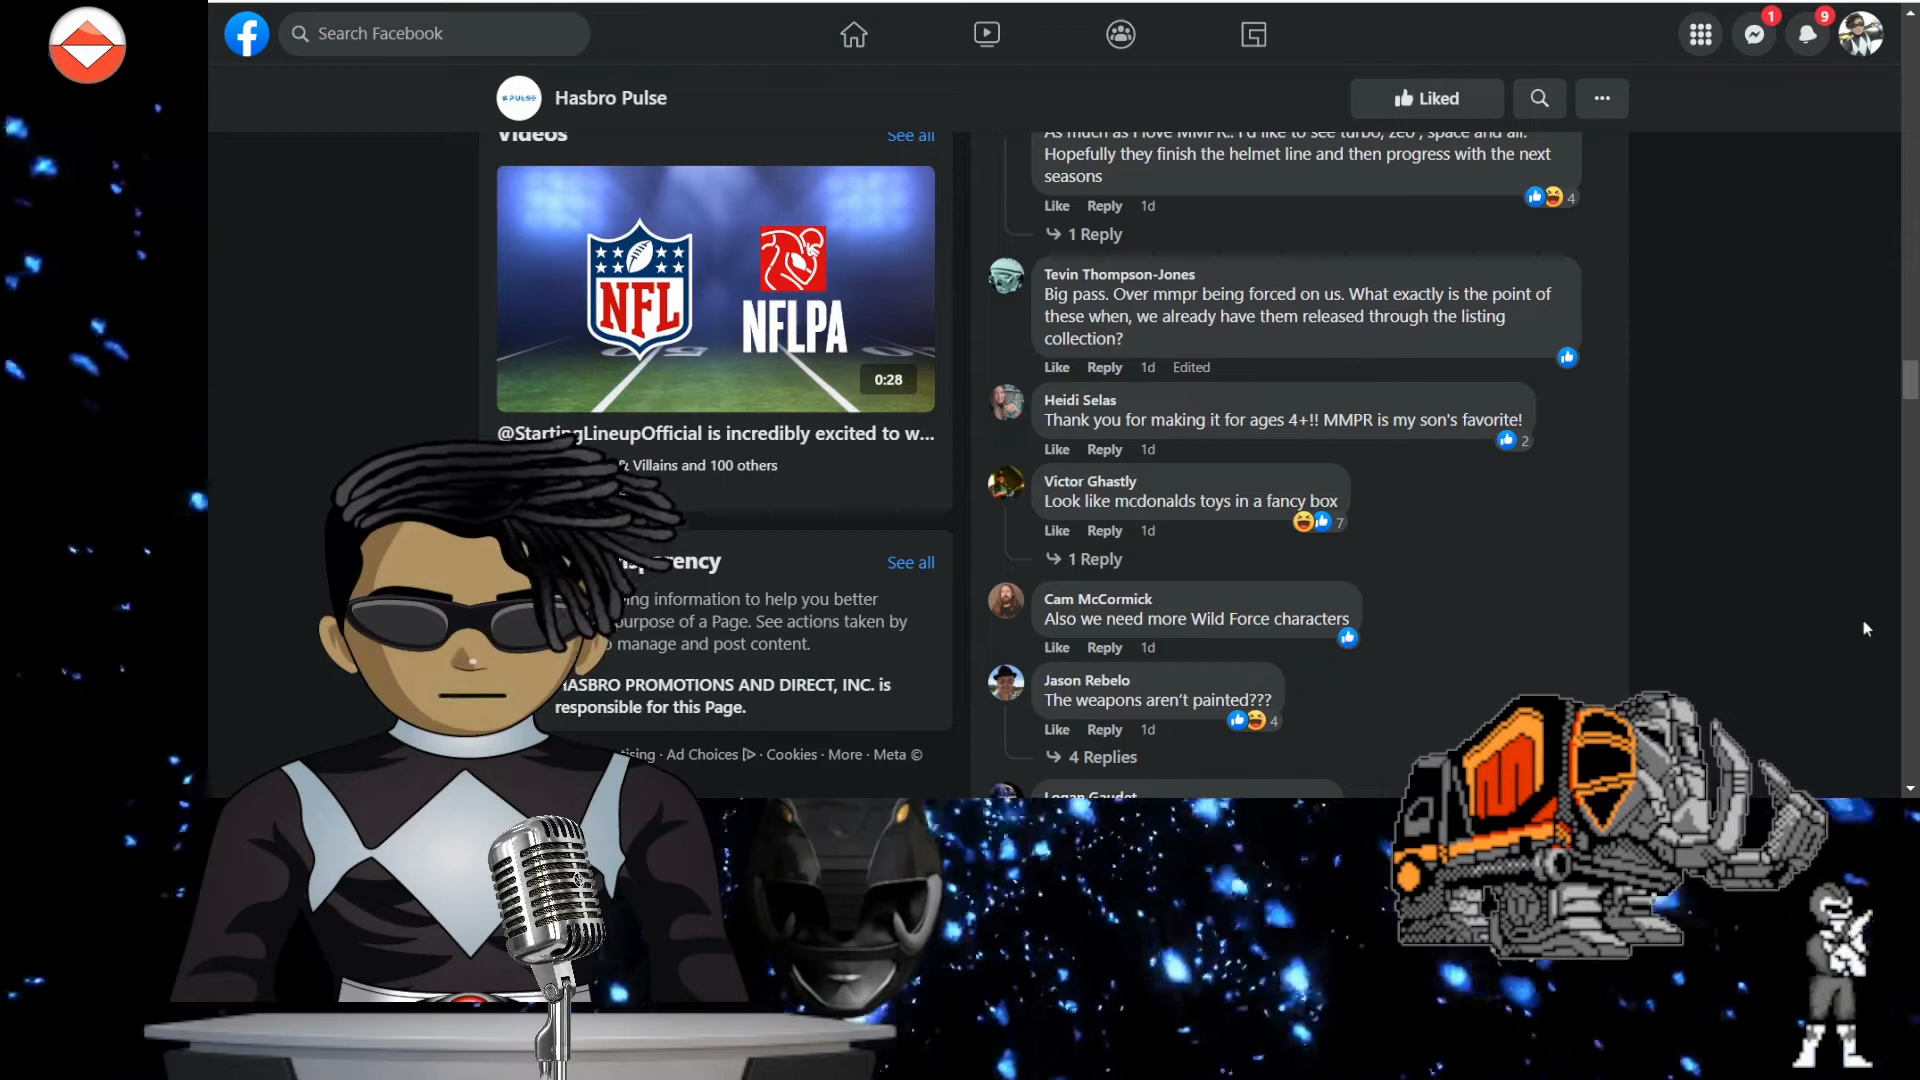 Search Facebook
1
9
PULSE
Hasbro Pulse
Liked
Videos
See all
NFL
NFLPA
0:28
@StartingLineupOfficial is incredibly excited to w...
& Villains and 100 others
See all
ing information to help you better
purpose of a Page. See actions taken by
manage and post content.
HASBRO PROMOTIONS AND DIRECT, INC. is
responsible for this Page.
Ad Choices · Cookies · More · Meta ©
As much as I love MMPR.. I'd like to see turbo, zeo , space and all.
Hopefully they finish the helmet line and then progress with the next
seasons
4
Like Reply 1d
1 Reply
Tevin Thompson-Jones
Big pass. Over mmpr being forced on us. What exactly is the point of
these when, we already have them released through the listing
collection?
Like Reply 1d Edited
Heidi Selas
Thank you for making it for ages 4+!! MMPR is my son's favorite!
2
Like Reply 1d
Victor Ghastly
Look like mcdonalds toys in a fancy box
7
Like Reply 1d
1 Reply
Cam McCormick
Also we need more Wild Force characters
Like Reply 1d
Jason Rebelo
The weapons aren't painted???
4
Like Reply 1d
4 Replies
Logan Gaudet